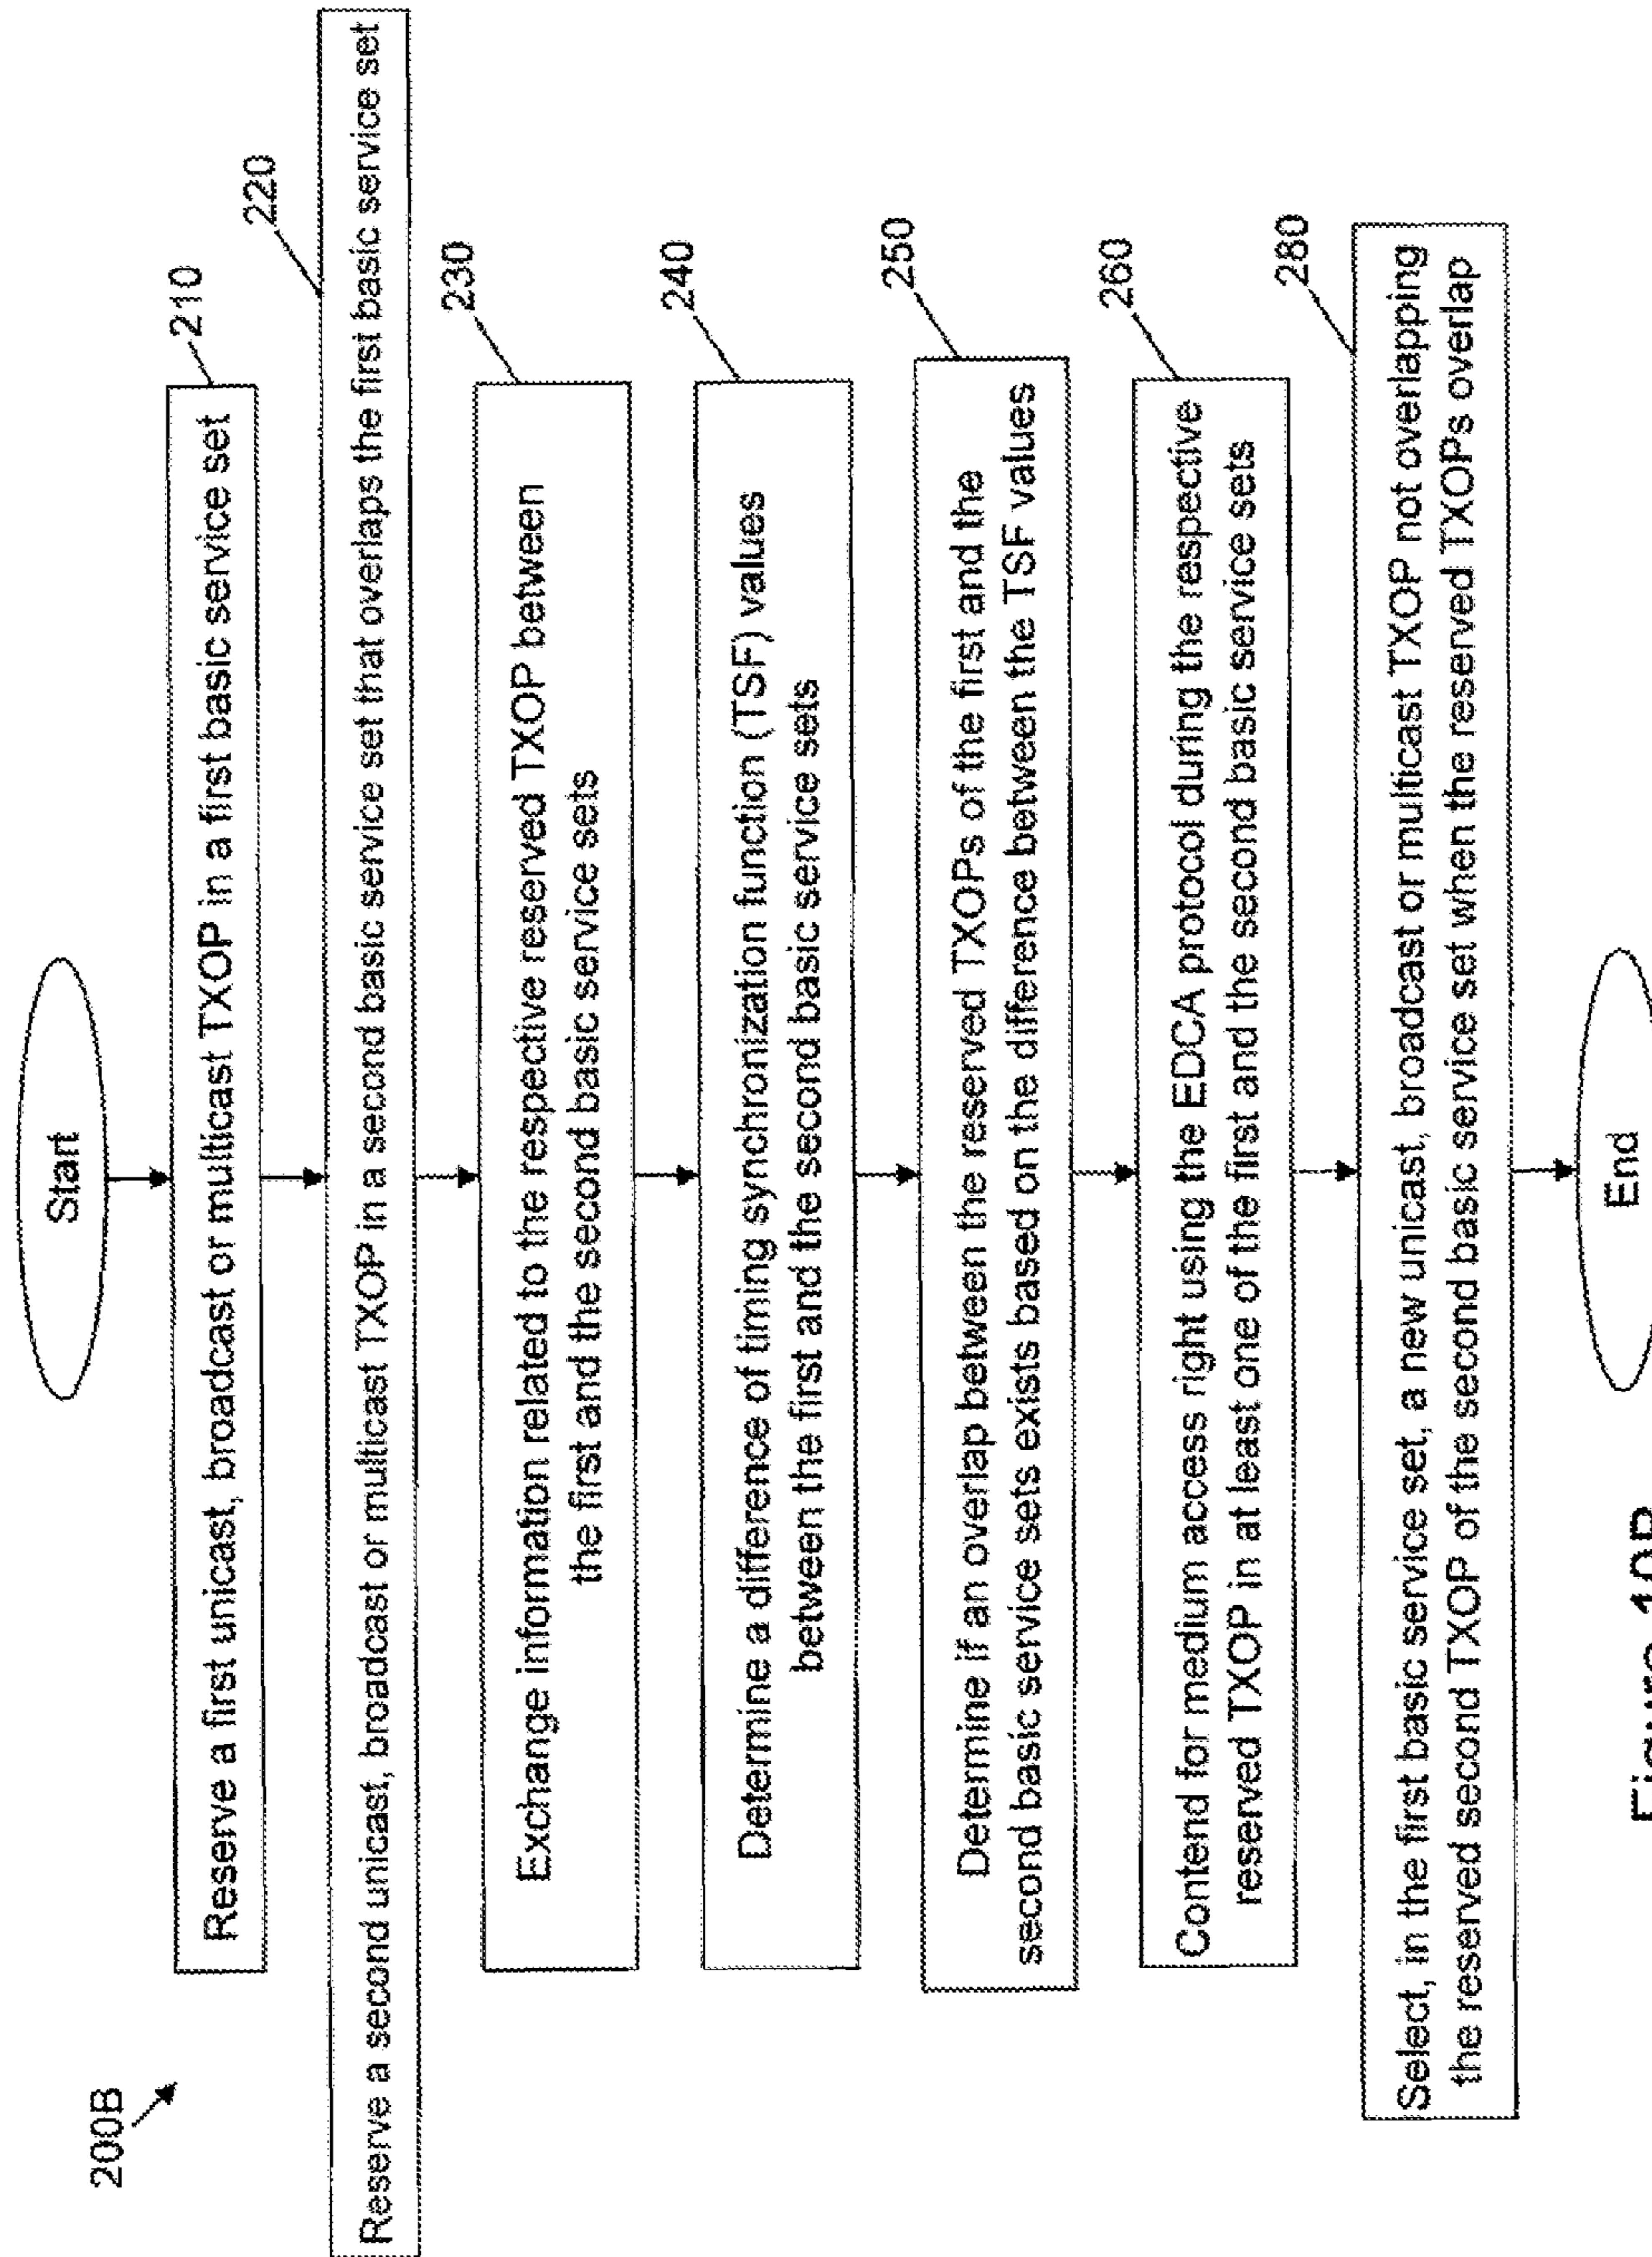 200B
Start
210
Reserve a first unicast, broadcast or multicast TXOP in a first basic service set
220
Reserve a second unicast, broadcast or multicast TXOP in a second basic service set that overlaps the first basic service set
230
Exchange information related to the respective reserved TXOP between
the first and the second basic service sets
240
Determine a difference of timing synchronization function (TSF) values
between the first and the second basic service sets
250
Determine if an overlap between the reserved TXOPs of the first and the
second basic service sets exists based on the difference between the TSF values
260
Contend for medium access right using the EDCA protocol during the respective
reserved TXOP in at least one of the first and the second basic service sets
280
Select, in the first basic service set, a new unicast, broadcast or multicast TXOP not overlapping
the reserved second TXOP of the second basic service set when the reserved TXOPs overlap
End
Figure 10B